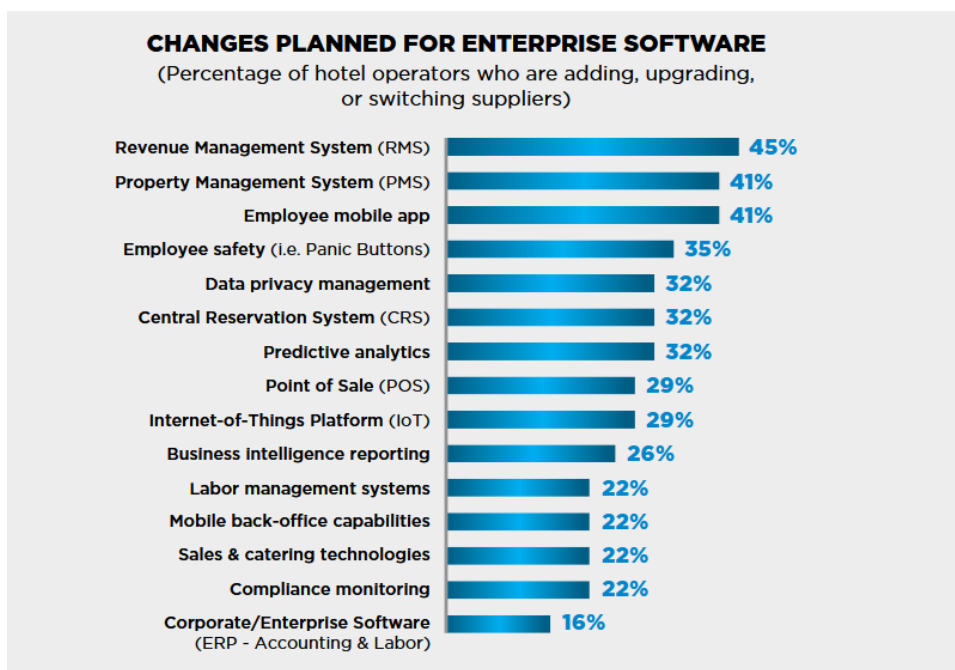 CHANGES PLANNED FOR ENTERPRISE SOFTWARE
(Percentage of hotel operators who are adding, upgrading,
or switching suppliers)
Revenue Management System (RMS) 45%
Property Management System (PMS) 41%
Employee mobile app 41%
Employee safety (i.e. Panic Buttons) 35%
Data privacy management 32%
Central Reservation System (CRS) 32%
Predictive analytics 32%
Point of Sale (POS) 29%
Internet-of-Things Platform (IoT) 29%
Business intelligence reporting 26%
Labor management systems 22%
Mobile back-office capabilities 22%
Sales & catering technologies 22%
Compliance monitoring 22%
Corporate/Enterprise Software 16%
(ERP - Accounting & Labor)